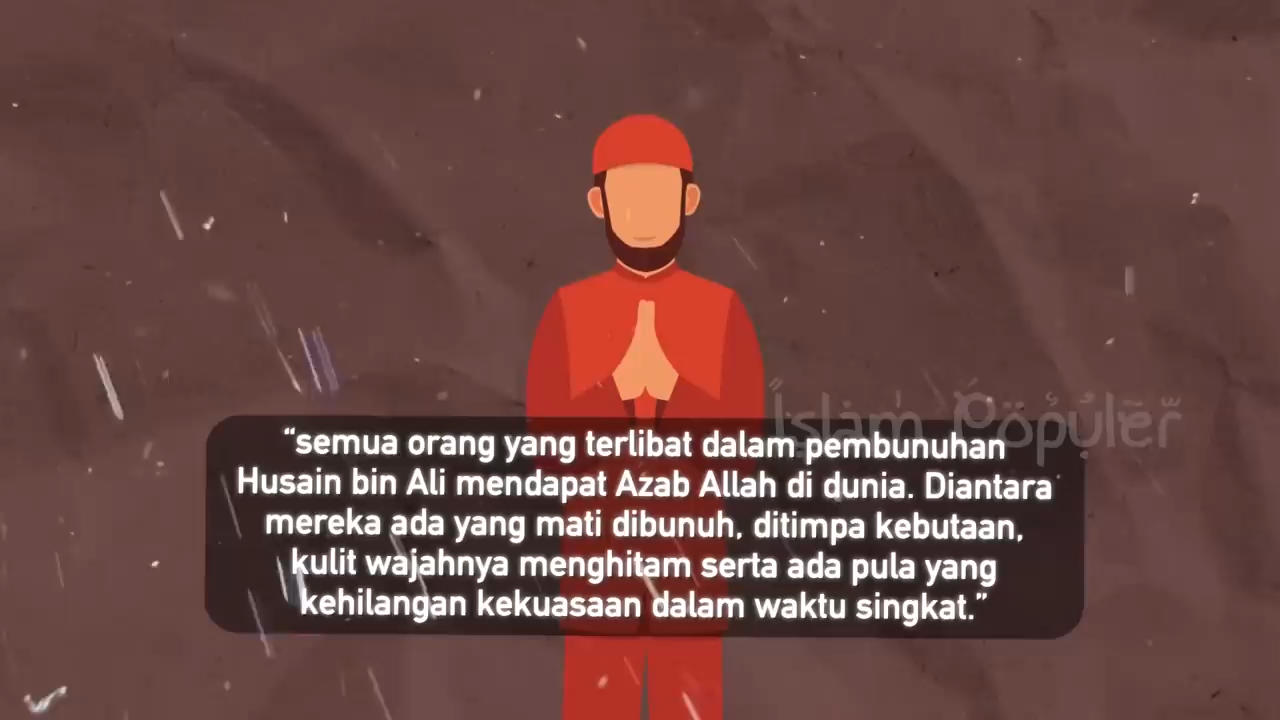 Islam Populer
“semua orang yang terlibat dalam pembunuhan
Husain bin Ali mendapat Azab Allah di dunia. Diantara
mereka ada yang mati dibunuh, ditimpa kebutaan,
kulit wajahnya menghitam serta ada pula yang
kehilangan kekuasaan dalam waktu singkat.”